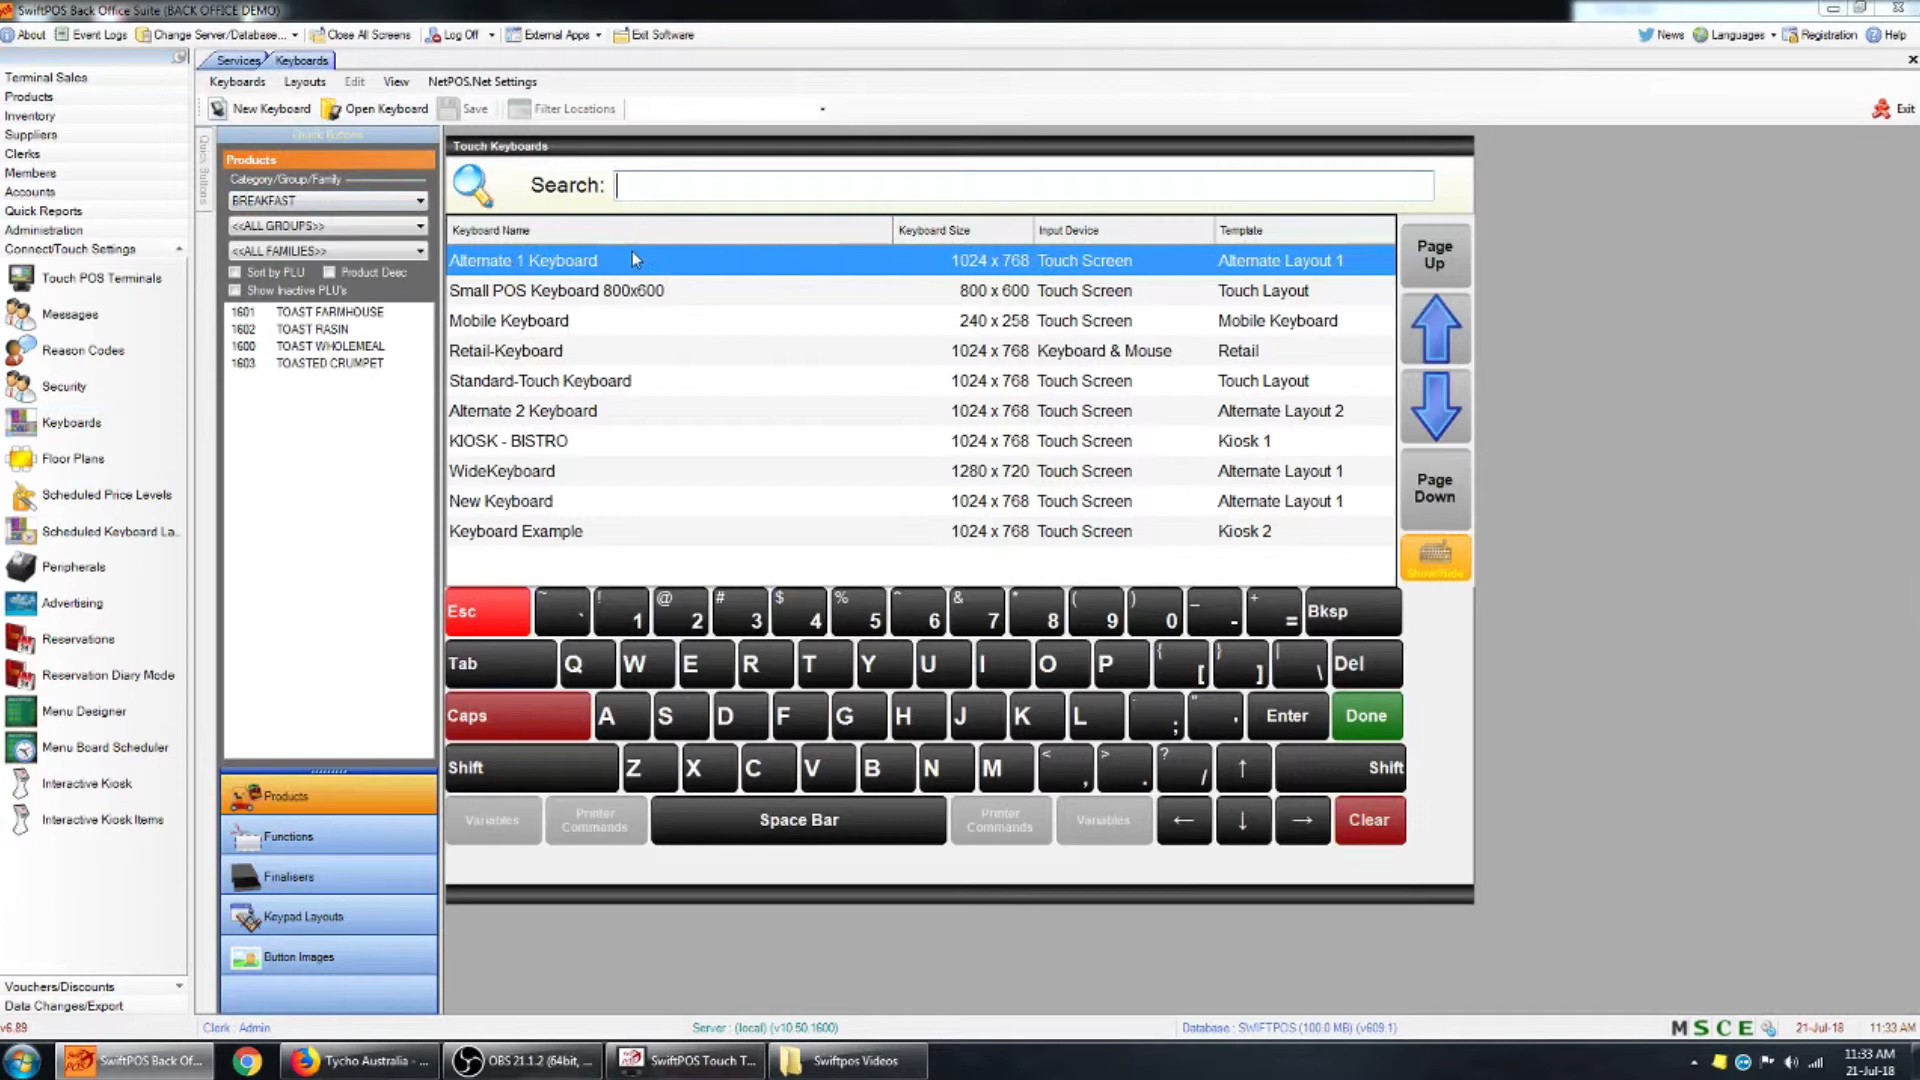 SwiftPOS Back Office Suite (BACK OFFICE DEMO)
About Event Logs Change Server/Database... Close All Screens Log Off External Apps Exit Software News Languages Registration Help
Services Keyboards
Keyboards Layouts Edit View NetPOS.Net Settings
New Keyboard Open Keyboard Save Filter Locations Exit
Terminal Sales
Products
Inventory
Suppliers
Clerks
Members
Accounts
Quick Reports
Administration
Connect/Touch Settings
Touch POS Terminals
Messages
Reason Codes
Security
Keyboards
Floor Plans
Scheduled Price Levels
Scheduled Keyboard La..
Peripherals
Advertising
Reservations
Reservation Diary Mode
Menu Designer
Menu Board Scheduler
Interactive Kiosk
Interactive Kiosk Items
Vouchers/Discounts
Data Changes/Export
Quick Buttons
Quick Buttons
Products
Category/Group/Family
BREAKFAST
<<ALL GROUPS>>
<<ALL FAMILIES>>
Sort by PLU Product Desc
Show Inactive PLU's
1601 TOAST FARMHOUSE
1602 TOAST RASIN
1600 TOAST WHOLEMEAL
1603 TOASTED CRUMPET
Products
Functions
Finalisers
Keypad Layouts
Button Images
Touch Keyboards
Search:
Keyboard Name Keyboard Size Input Device Template
Alternate 1 Keyboard 1024 x 768 Touch Screen Alternate Layout 1
Small POS Keyboard 800x600 800 x 600 Touch Screen Touch Layout
Mobile Keyboard 240 x 258 Touch Screen Mobile Keyboard
Retail-Keyboard 1024 x 768 Keyboard & Mouse Retail
Standard-Touch Keyboard 1024 x 768 Touch Screen Touch Layout
Alternate 2 Keyboard 1024 x 768 Touch Screen Alternate Layout 2
KIOSK - BISTRO 1024 x 768 Touch Screen Kiosk 1
WideKeyboard 1280 x 720 Touch Screen Alternate Layout 1
New Keyboard 1024 x 768 Touch Screen Alternate Layout 1
Keyboard Example 1024 x 768 Touch Screen Kiosk 2
Page
Up
Page
Down
Show/Hide
Esc ~ ` ! 1 @ 2 # 3 $ 4 % 5 ^ 6 & 7 * 8 ( 9 ) 0 _ - + = Bksp
Tab Q W E R T Y U I O P { [ } ] | \ Del
Caps A S D F G H J K L : ; " ' Enter Done
Shift Z X C V B N M < , > . ? / ↑ Shift
Variables Printer Commands Space Bar Printer Commands Variables ← ↓ → Clear
v6.89 Clerk : Admin Server : (local) (v10.50.1600) Database : SWIFTPOS (100.0 MB) (v609.1) M S C E 21-Jul-18 11:33 AM
SwiftPOS Back Of... Tycho Australia - ... OBS 21.1.2 (64bit, ... SwiftPOS Touch T... Swiftpos Videos 11:33 AM
21-Jul-18